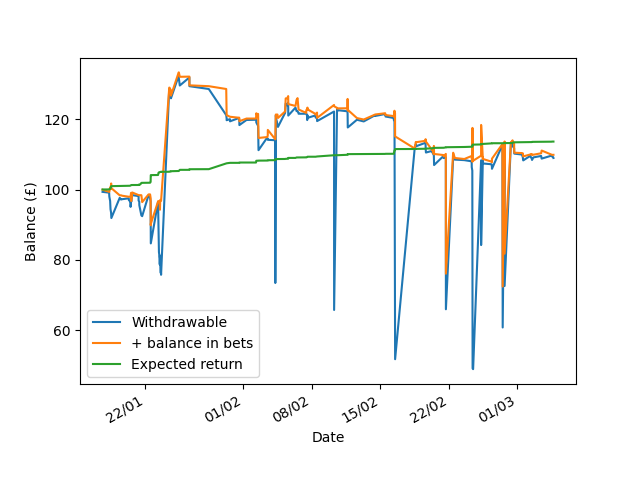 120
100
80
60
Balance (£)
Withdrawable
+ balance in bets
Expected return
22/01
01/02
08/02
15/02
22/02
01/03
Date